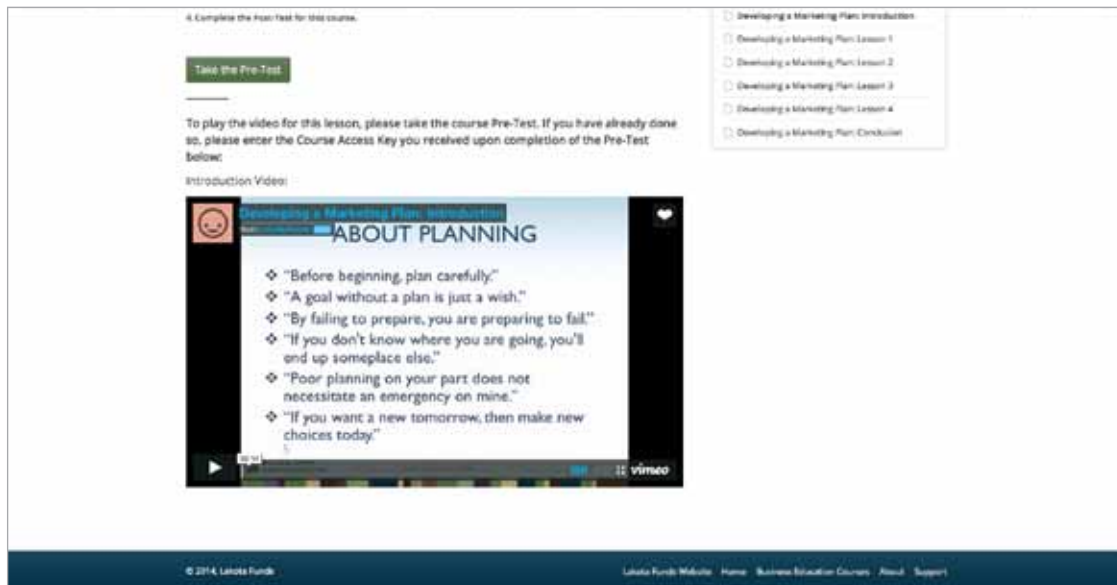 4. Complete the Post-Test for this course.
Take the Pre-Test
To play the video for this lesson, please take the course Pre-Test. If you have already done
so, please enter the Course Access Key you received upon completion of the Pre-Test
below:
Introduction Video:
Developing a Marketing Plan: Introduction
ABOUT PLANNING
❖ “Before beginning, plan carefully.”
❖ “A goal without a plan is just a wish.”
❖ “By failing to prepare, you are preparing to fail.”
❖ “If you don't know where you are going, you'll
end up someplace else.”
❖ “Poor planning on your part does not
necessitate an emergency on mine.”
❖ “If you want a new tomorrow, then make new
choices today.”
vimeo
Developing a Marketing Plan: Introduction
Developing a Marketing Plan: Lesson 1
Developing a Marketing Plan: Lesson 2
Developing a Marketing Plan: Lesson 3
Developing a Marketing Plan: Lesson 4
Developing a Marketing Plan: Conclusion
© 2014, Lakota Funds
Lakota Funds Website Home Business Education Courses About Support